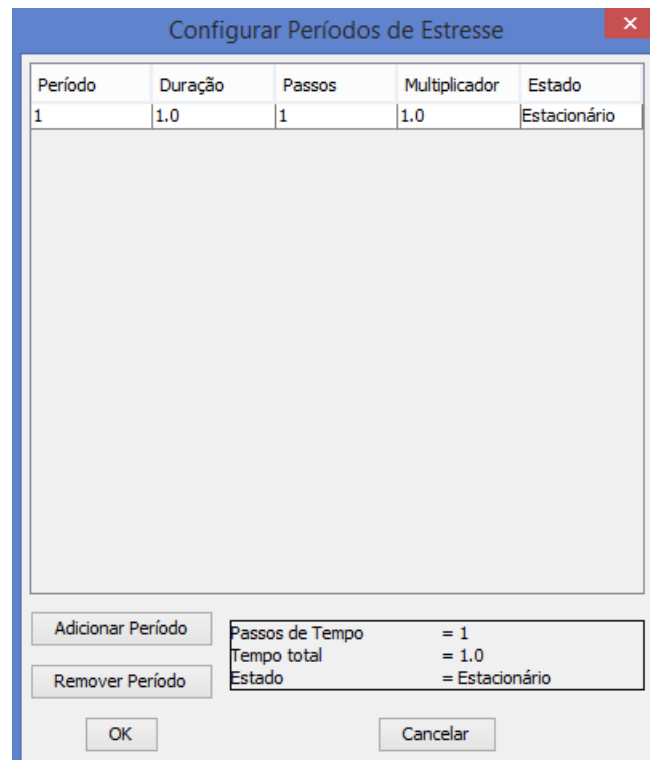 Configurar Períodos de Estresse
Período Duração Passos Multiplicador Estado
1 1.0 1 1.0 Estacionário
Adicionar Período
Remover Período
Passos de Tempo = 1
Tempo total = 1.0
Estado = Estacionário
OK Cancelar